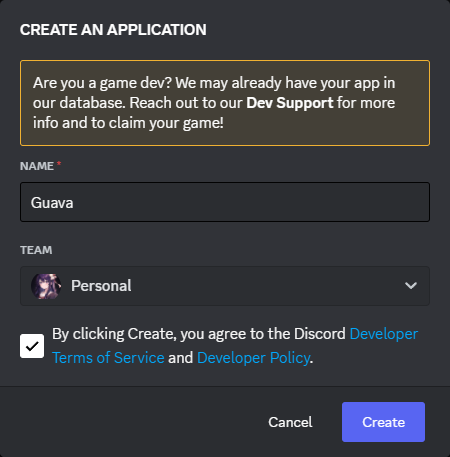 CREATE AN APPLICATION
Are you a game dev? We may already have your app in
our database. Reach out to our Dev Support for more
info and to claim your game!
NAME *
Guava
TEAM
Personal
By clicking Create, you agree to the Discord Developer
Terms of Service and Developer Policy.
Cancel
Create